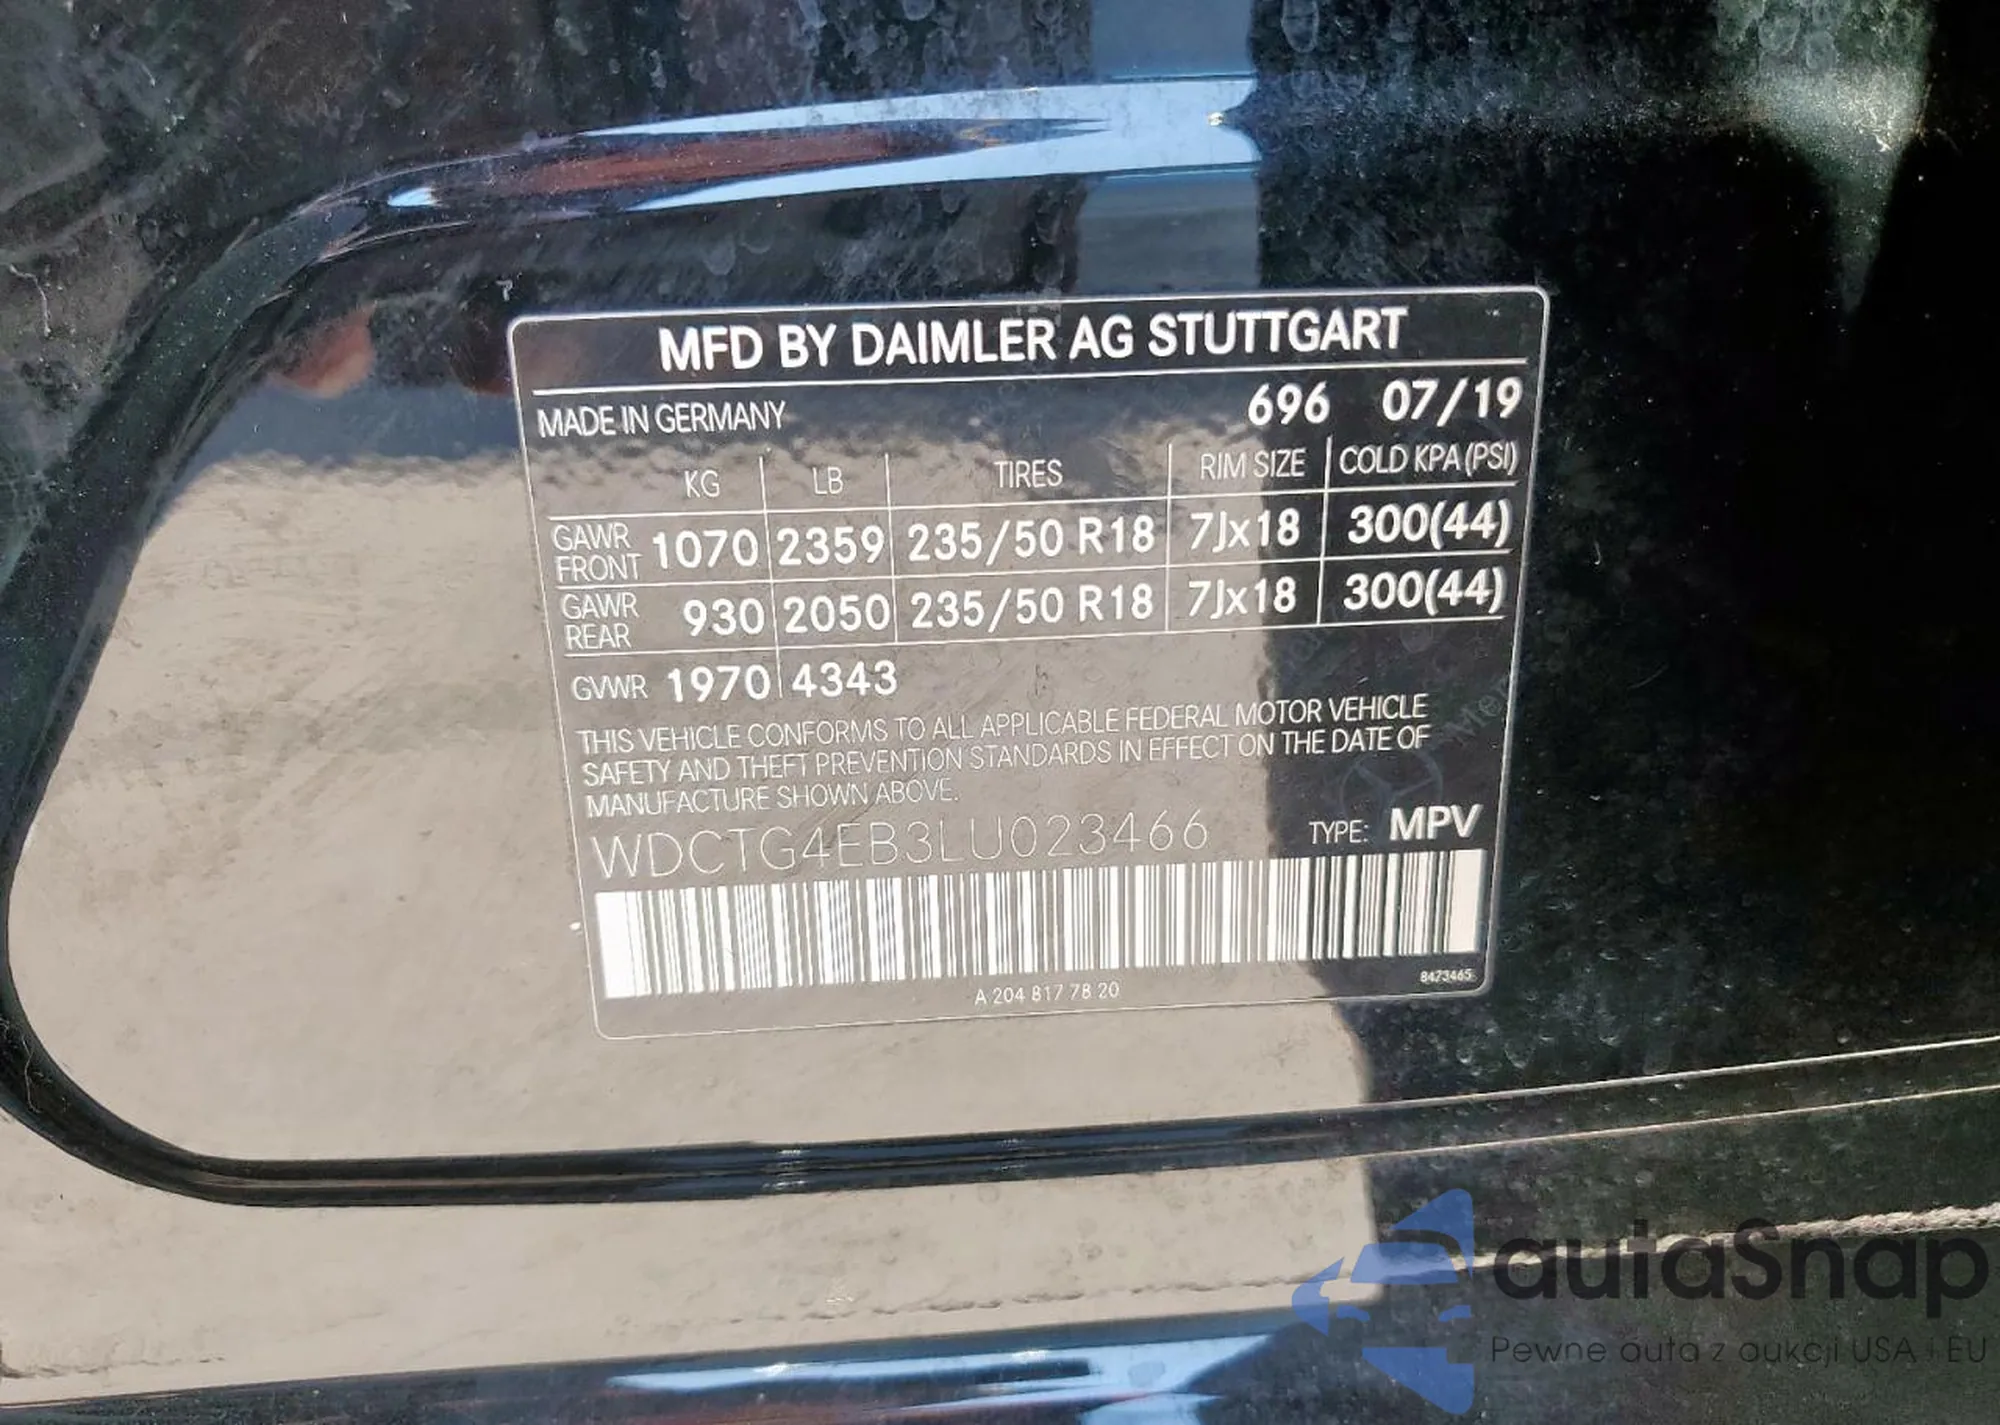 MFD BY DAIMLER AG STUTTGART
MADE IN GERMANY 696 07/19
KG LB TIRES RIM SIZE COLD KPA (PSI)
GAWR FRONT 1070 2359 235/50 R18 7Jx18 300(44)
GAWR REAR 930 2050 235/50 R18 7Jx18 300(44)
GVWR 1970 4343
THIS VEHICLE CONFORMS TO ALL APPLICABLE FEDERAL MOTOR VEHICLE
SAFETY AND THEFT PREVENTION STANDARDS IN EFFECT ON THE DATE OF
MANUFACTURE SHOWN ABOVE.
WDCTG4EB3LU023466 TYPE: MPV
A 204 817 78 20 8473465
autaSnap
Pewne auta z aukcji USA i EU